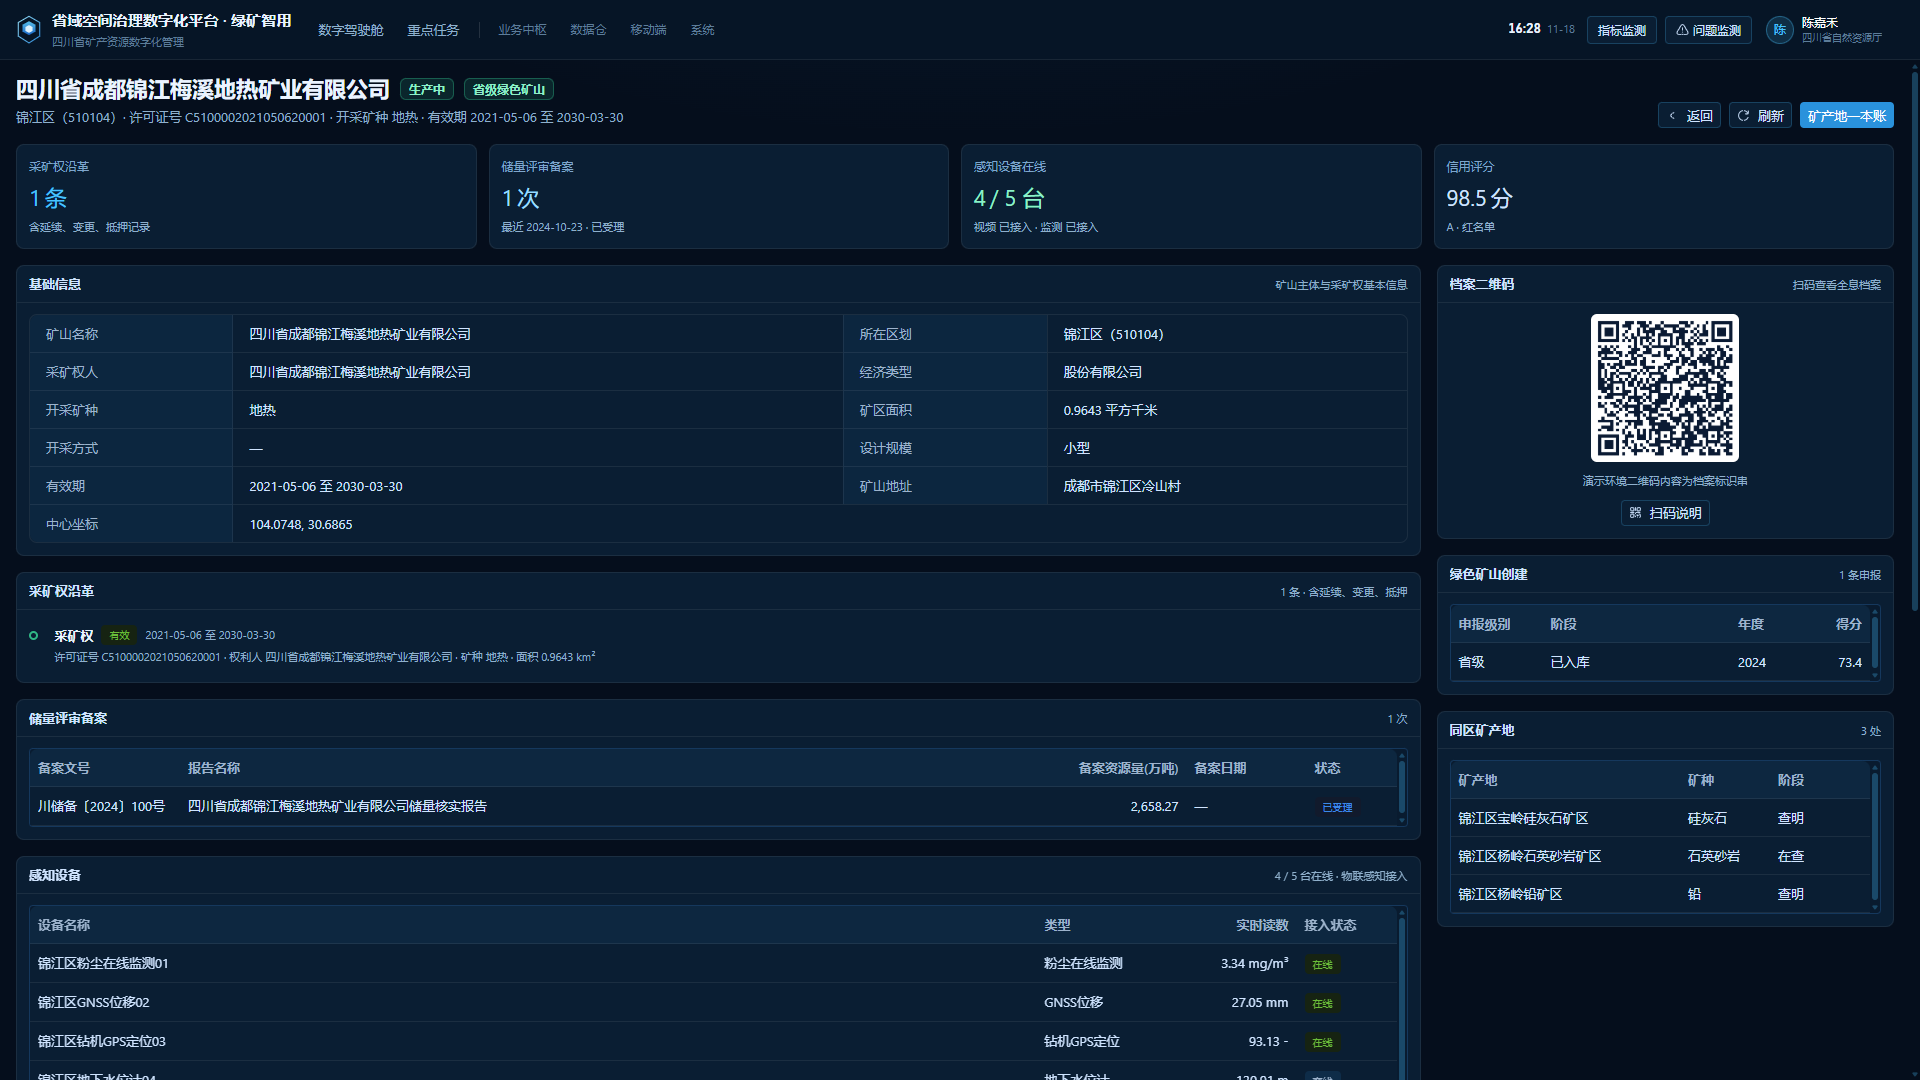 省域空间治理数字化平台 · 绿矿智用
四川省矿产资源数字化管理
数字驾驶舱 重点任务 业务中枢 数据仓 移动端 系统
16:28 11-18 指标监测 问题监测 陈 陈嘉禾
四川省自然资源厅
四川省成都锦江梅溪地热矿业有限公司 生产中 省级绿色矿山
锦江区（510104）· 许可证号 C5100002021050620001 · 开采矿种 地热 · 有效期 2021-05-06 至 2030-03-30
返回 刷新 矿产地一本账
采矿权沿革
1 条
含延续、变更、抵押记录
储量评审备案
1 次
最近 2024-10-23 · 已受理
感知设备在线
4 / 5 台
视频 已接入 · 监测 已接入
信用评分
98.5 分
A · 红名单
基础信息 矿山主体与采矿权基本信息
矿山名称 四川省成都锦江梅溪地热矿业有限公司 所在区划 锦江区（510104）
采矿权人 四川省成都锦江梅溪地热矿业有限公司 经济类型 股份有限公司
开采矿种 地热 矿区面积 0.9643 平方千米
开采方式 — 设计规模 小型
有效期 2021-05-06 至 2030-03-30 矿山地址 成都市锦江区冷山村
中心坐标 104.0748, 30.6865
采矿权沿革 1 条 · 含延续、变更、抵押
采矿权 有效 2021-05-06 至 2030-03-30
许可证号 C5100002021050620001 · 权利人 四川省成都锦江梅溪地热矿业有限公司 · 矿种 地热 · 面积 0.9643 km²
储量评审备案 1 次
备案文号 报告名称 备案资源量(万吨) 备案日期 状态
川储备〔2024〕100号 四川省成都锦江梅溪地热矿业有限公司储量核实报告 2,658.27 — 已受理
感知设备 4 / 5 台在线 · 物联感知接入
设备名称 类型 实时读数 接入状态
锦江区粉尘在线监测01 粉尘在线监测 3.34 mg/m³ 在线
锦江区GNSS位移02 GNSS位移 27.05 mm 在线
锦江区钻机GPS定位03 钻机GPS定位 93.13 - 在线
锦江区地下水位计04 地下水位计 120.01 m 在线
档案二维码 扫码查看全息档案
演示环境二维码内容为档案标识串
扫码说明
绿色矿山创建 1 条申报
申报级别 阶段 年度 得分
省级 已入库 2024 73.4
同区矿产地 3 处
矿产地 矿种 阶段
锦江区宝岭硅灰石矿区 硅灰石 查明
锦江区杨岭石英砂岩矿区 石英砂岩 在查
锦江区杨岭铅矿区 铅 查明